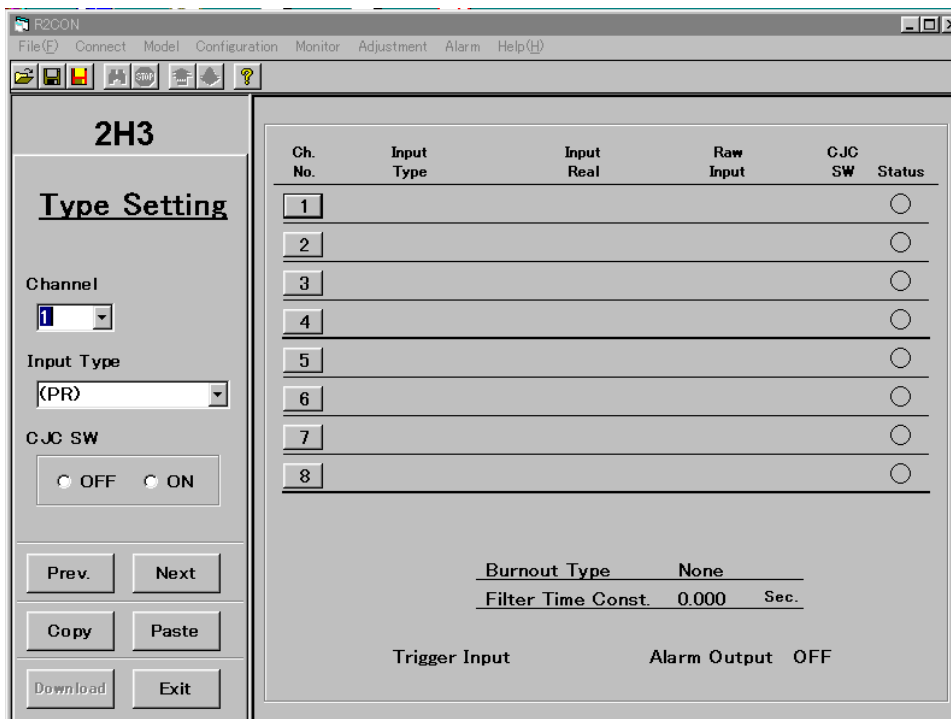 R2CON
File(F) Connect Model Configuration Monitor Adjustment Alarm Help(H)
STOP
2H3
Type Setting
Channel
1
Input Type
(PR)
CJC SW
OFF ON
Prev. Next
Copy Paste
Download Exit
Ch. No. Input Type Input Real Raw Input CJC SW Status
1
2
3
4
5
6
7
8
Burnout Type None
Filter Time Const. 0.000 Sec.
Trigger Input Alarm Output OFF